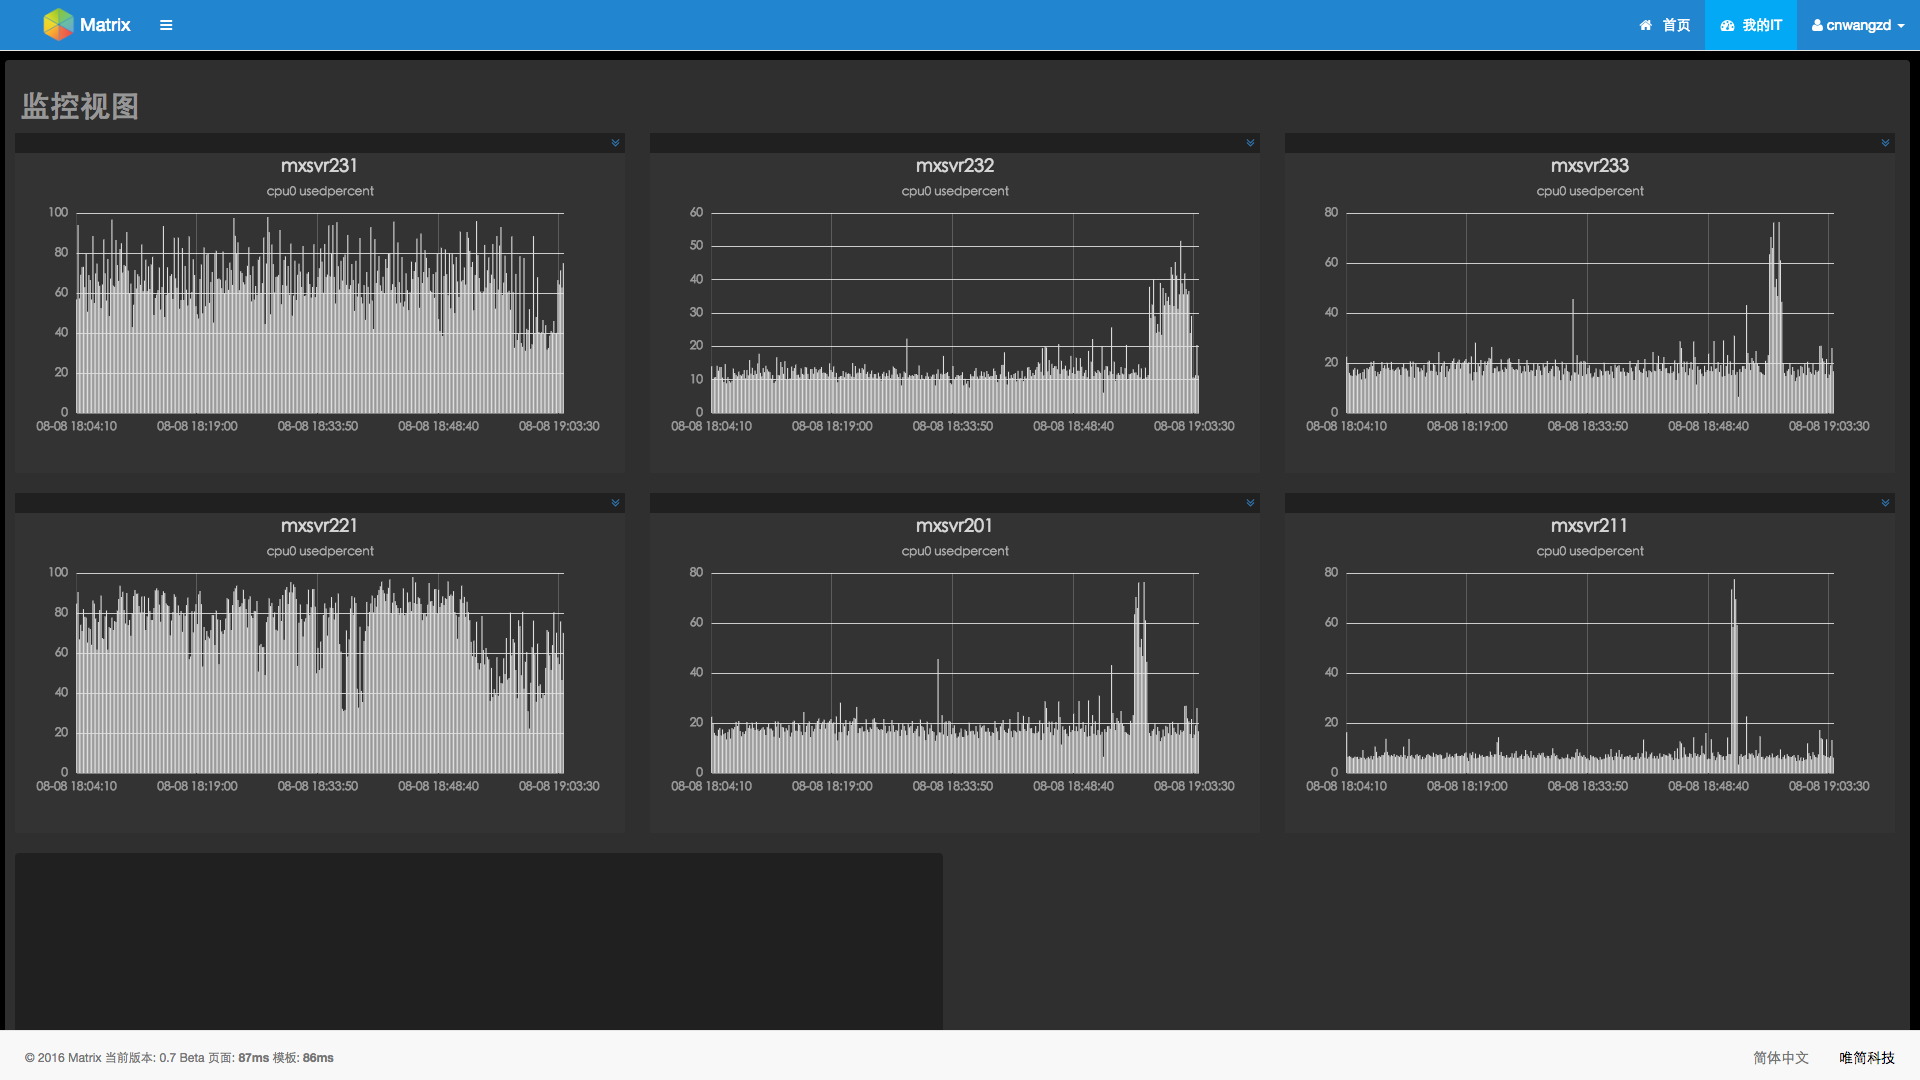 Matrix
首页
我的IT
cnwangzd
监控视图
mxsvr231
cpu0 usedpercent
100
80
60
40
20
0
08-08 18:04:10 08-08 18:19:00 08-08 18:33:50 08-08 18:48:40 08-08 19:03:30
mxsvr232
cpu0 usedpercent
60
50
40
30
20
10
0
08-08 18:04:10 08-08 18:19:00 08-08 18:33:50 08-08 18:48:40 08-08 19:03:30
mxsvr233
cpu0 usedpercent
80
60
40
20
0
08-08 18:04:10 08-08 18:19:00 08-08 18:33:50 08-08 18:48:40 08-08 19:03:30
mxsvr221
cpu0 usedpercent
100
80
60
40
20
0
08-08 18:04:10 08-08 18:19:00 08-08 18:33:50 08-08 18:48:40 08-08 19:03:30
mxsvr201
cpu0 usedpercent
80
60
40
20
0
08-08 18:04:10 08-08 18:19:00 08-08 18:33:50 08-08 18:48:40 08-08 19:03:30
mxsvr211
cpu0 usedpercent
80
60
40
20
0
08-08 18:04:10 08-08 18:19:00 08-08 18:33:50 08-08 18:48:40 08-08 19:03:30
© 2016 Matrix 当前版本: 0.7 Beta 页面: 87ms 模板: 86ms
简体中文
唯简科技